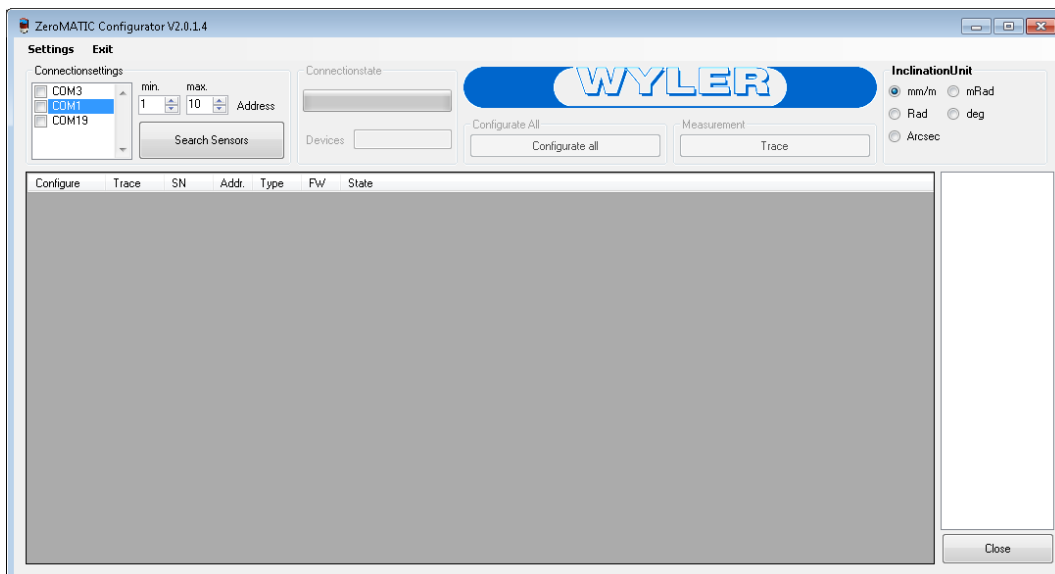 ZeroMATIC Configurator V2.0.1.4
Settings Exit
Connectionsettings
COM3
COM1
COM19
min. max.
1 10 Address
Search Sensors
Connectionstate
Devices
WYLER
Configurate All
Configurate all
Measurement
Trace
InclinationUnit
mm/m mRad
Rad deg
Arcsec
Configure Trace SN Addr. Type FW State
Close